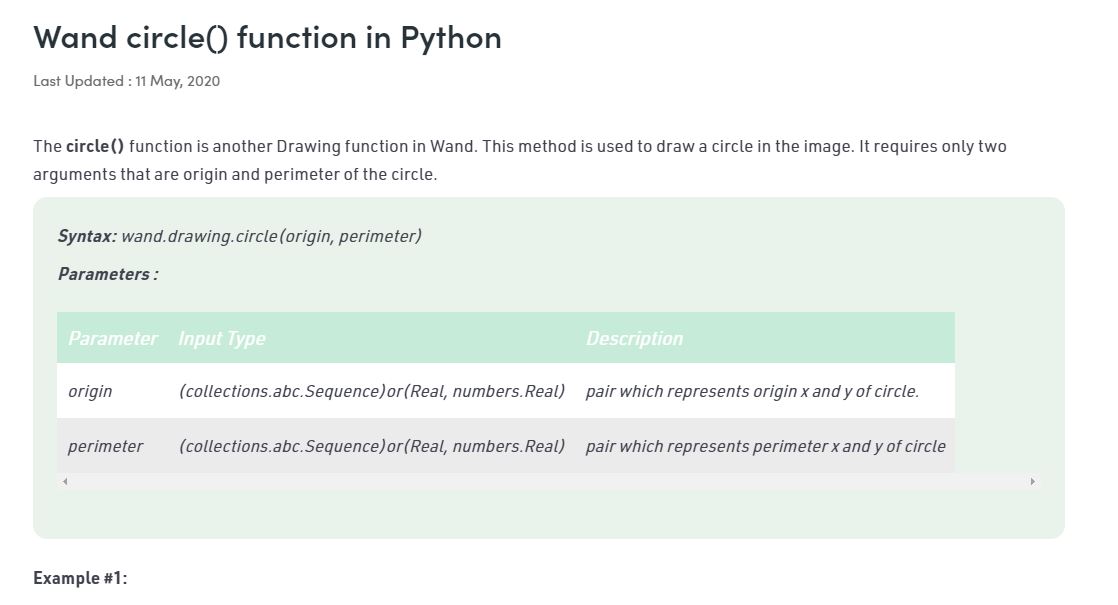 Wand circle() function in Python
Last Updated : 11 May, 2020
The circle() function is another Drawing function in Wand. This method is used to draw a circle in the image. It requires only two
arguments that are origin and perimeter of the circle.
Syntax: wand.drawing.circle(origin, perimeter)
Parameters :
Parameter Input Type Description
origin (collections.abc.Sequence)or(Real, numbers.Real) pair which represents origin x and y of circle.
perimeter (collections.abc.Sequence)or(Real, numbers.Real) pair which represents perimeter x and y of circle
Example #1: